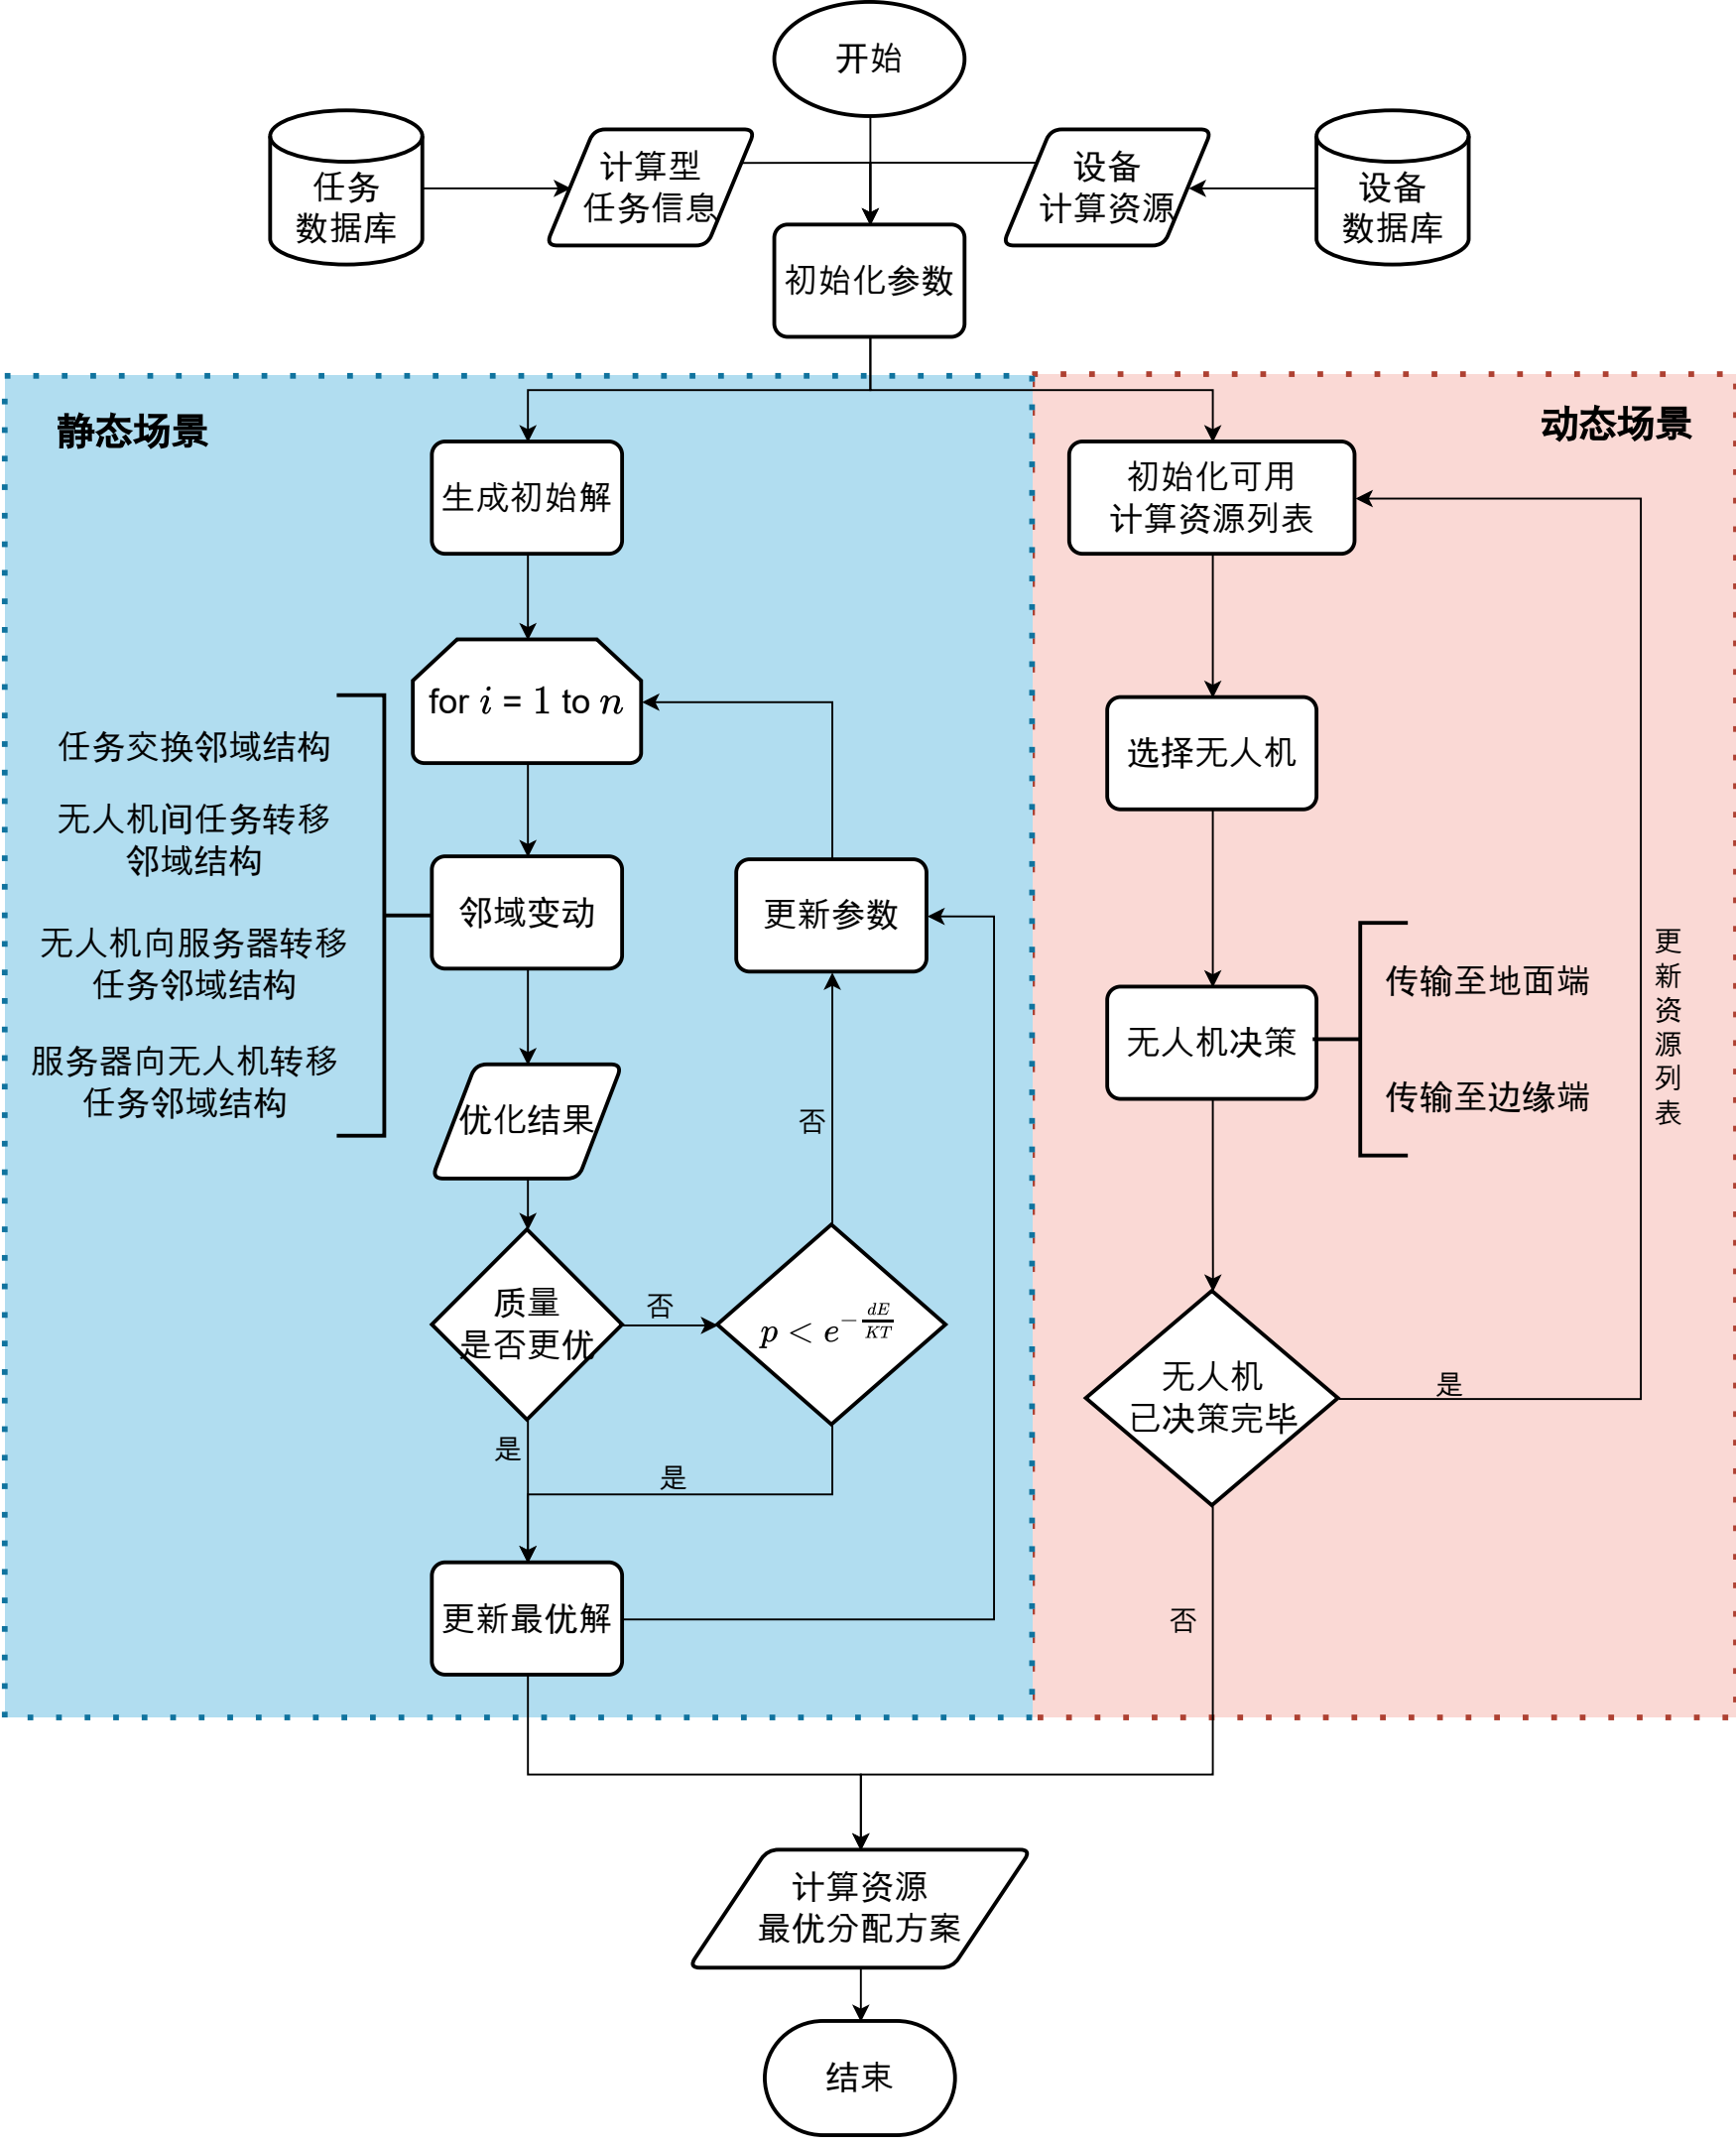 开始
任务
数据库
计算型
任务信息
设备
计算资源
设备
数据库
初始化参数
静态场景
动态场景
生成初始解
初始化可用
计算资源列表
for i = 1 to n
选择无人机
任务交换邻域结构
无人机间任务转移
邻域结构
无人机向服务器转移
任务邻域结构
服务器向无人机转移
任务邻域结构
邻域变动
更新参数
无人机决策
传输至地面端
传输至边缘端
更
新
资
源
列
表
优化结果
否
质量
是否更优
否
p < e^{-\frac{dE}{KT}}
无人机
已决策完毕
是
是
是
更新最优解
否
计算资源
最优分配方案
结束